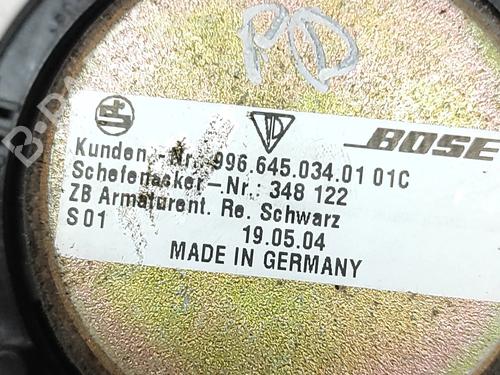 PD
BOSE
Kunden.-Nr. 996.645.034.01 01C
Schefenacker-Nr.: 348 122
ZB Armaturent. Re. Schwarz
S01 19.05.04
MADE IN GERMANY